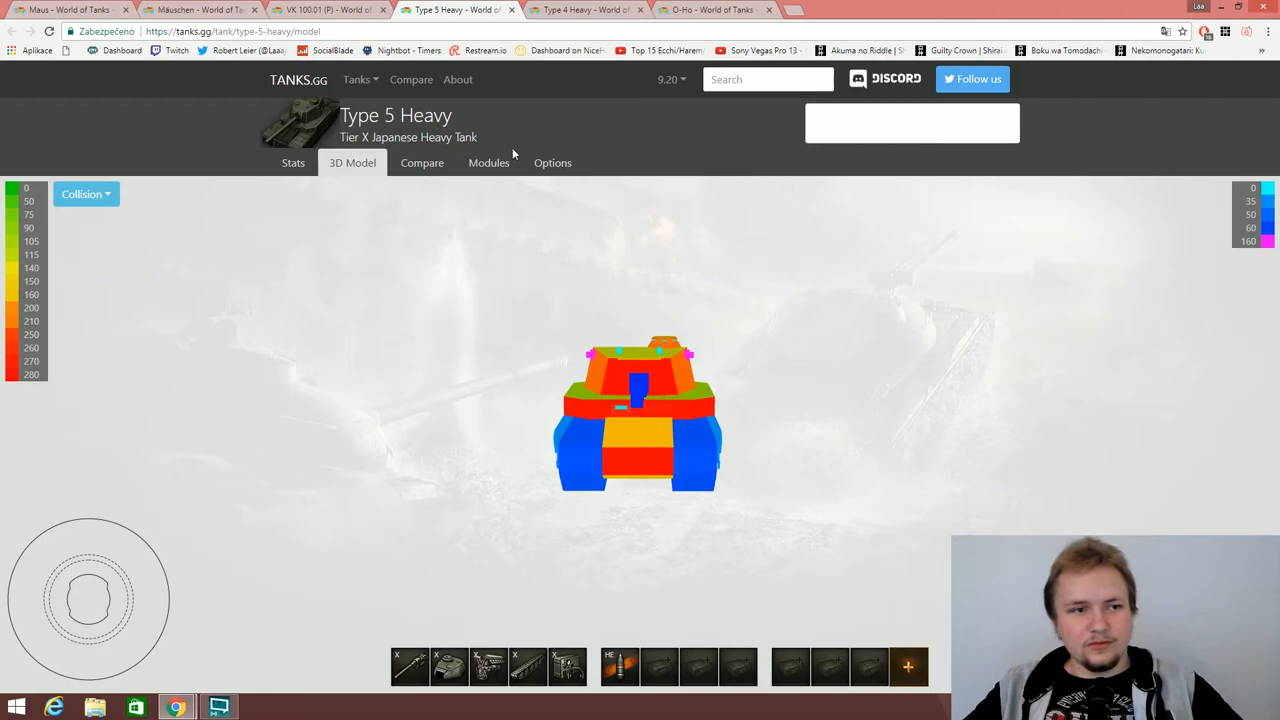 Maus - World of Tanks -
Mäuschen - World of Tan
VK 100.01 (P) - World of
Type 5 Heavy - World of
Type 4 Heavy - World of
O-Ho - World of Tanks -
Laa
Zabezpečeno
https://tanks.gg/tank/type-5-heavy/model
Aplikace
Dashboard
Twitch
Robert Leier (@Laaj
SocialBlade
Nightbot - Timers
Restream.io
Dashboard on NiceH
Top 15 Ecchi/Harem/
Sony Vegas Pro 13 -
Akuma no Riddle | Sh
Guilty Crown | Shirai
Boku wa Tomodachi
Nekomonogatari: Ku
»
TANKS.GG
Tanks
Compare
About
9.20
Search
DISCORD
Follow us
Type 5 Heavy
Tier X Japanese Heavy Tank
Stats
3D Model
Compare
Modules
Options
Collision
0
50
75
90
105
115
140
150
160
200
210
250
260
270
280
0
35
50
60
160
X
X
X
X
X
HE